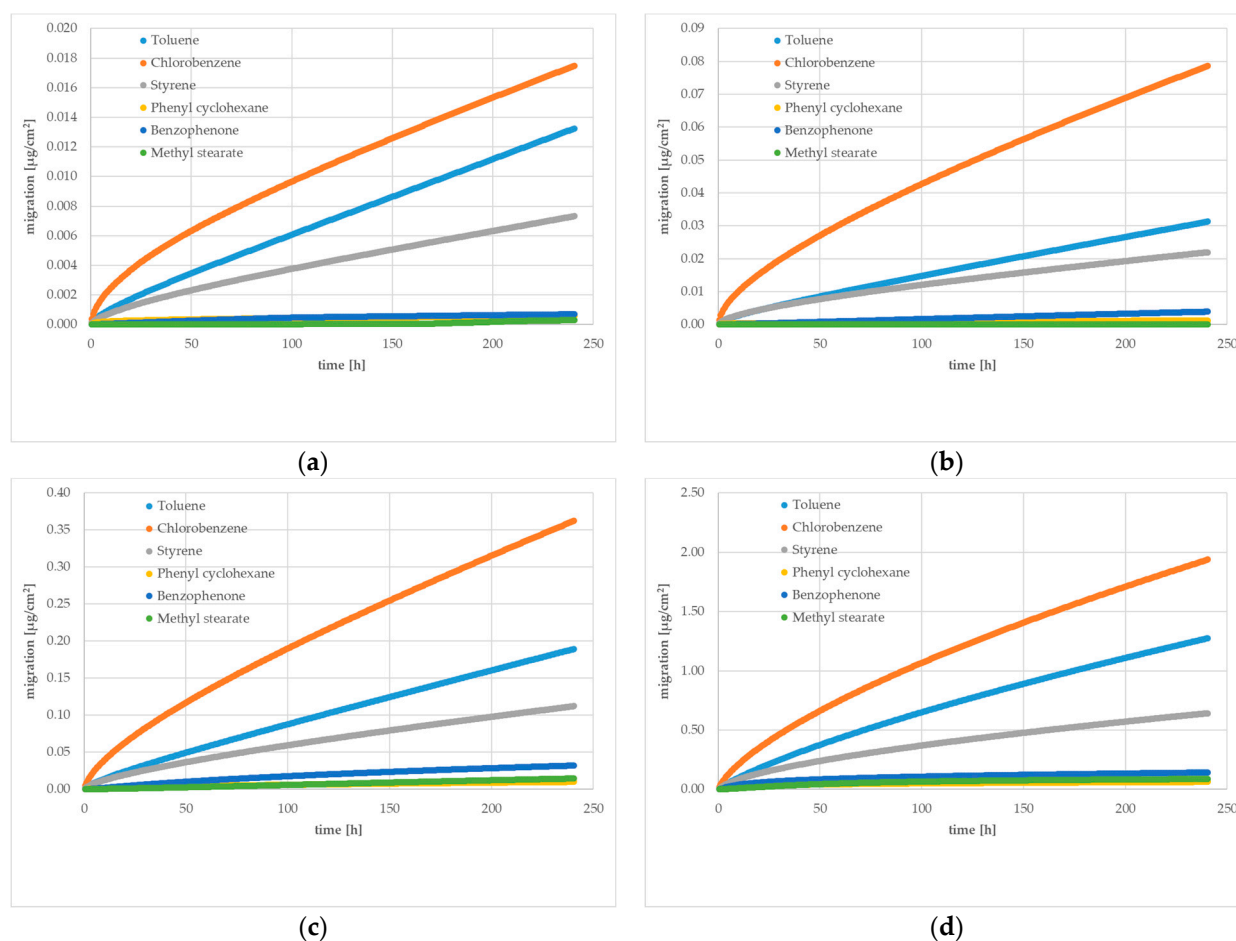 0.020
0.018
0.016
0.014
0.012
0.010
0.008
0.006
0.004
0.002
0.000
migration [µg/cm²]
Toluene
Chlorobenzene
Styrene
Phenyl cyclohexane
Benzophenone
Methyl stearate
0 50 100 150 200 250
time [h]
(a)
0.09
0.08
0.07
0.06
0.05
0.04
0.03
0.02
0.01
0.00
migration [µg/cm²]
Toluene
Chlorobenzene
Styrene
Phenyl cyclohexane
Benzophenone
Methyl stearate
0 50 100 150 200 250
time [h]
(b)
0.40
0.35
0.30
0.25
0.20
0.15
0.10
0.05
0.00
migration [µg/cm²]
Toluene
Chlorobenzene
Styrene
Phenyl cyclohexane
Benzophenone
Methyl stearate
0 50 100 150 200 250
time [h]
(c)
2.50
2.00
1.50
1.00
0.50
0.00
migration [µg/cm²]
Toluene
Chlorobenzene
Styrene
Phenyl cyclohexane
Benzophenone
Methyl stearate
0 50 100 150 200 250
time [h]
(d)